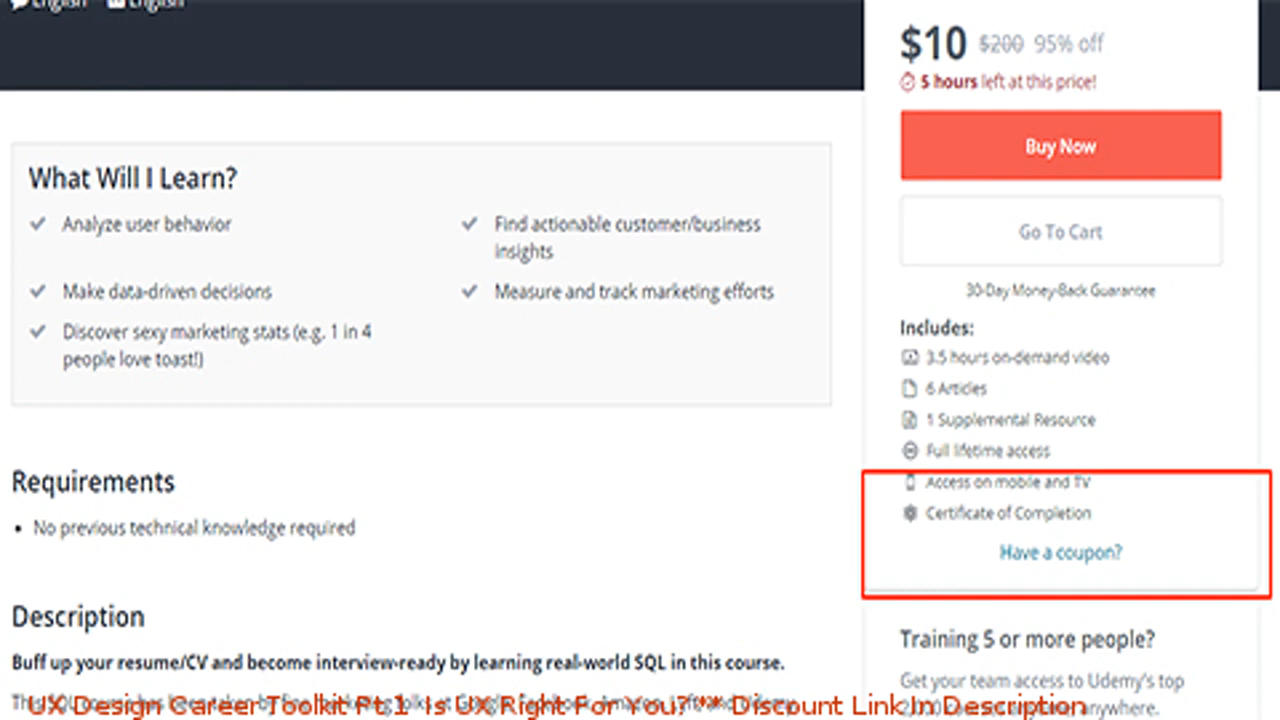 English English
$10 $200 95% off
5 hours left at this price!
Buy Now
Go To Cart
30-Day Money-Back Guarantee
Includes:
3.5 hours on-demand video
6 Articles
1 Supplemental Resource
Full lifetime access
Access on mobile and TV
Certificate of Completion
Have a coupon?
Training 5 or more people?
Get your team access to Udemy's top
anywhere.
What Will I Learn?
Analyze user behavior
Find actionable customer/business
insights
Make data-driven decisions
Measure and track marketing efforts
Discover sexy marketing stats (e.g. 1 in 4
people love toast!)
Requirements
• No previous technical knowledge required
Description
Buff up your resume/CV and become interview-ready by learning real-world SQL in this course.
UX Design Career Toolkit Pt.1 Is UX Right For You? *** Discount Link In Description